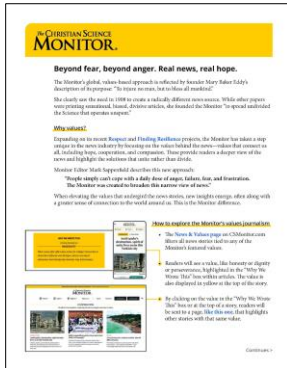 The CHRISTIAN SCIENCE
MONITOR.
Beyond fear, beyond anger. Real news, real hope.
The Monitor's global, values-based approach is reflected by founder Mary Baker Eddy's
description of its purpose: "To injure no man, but to bless all mankind."
She clearly saw the need in 1908 to create a radically different news source. While other papers
were printing sensational, biased, divisive articles, she founded the Monitor "to spread undivided
the Science that operates unspent."
Why values?
Expanding on its recent Respect and Finding Resilience projects, the Monitor has taken a step
unique in the news industry by focusing on the values behind the news—values that connect us
all, including hope, cooperation, and compassion. These provide readers a deeper view of the
news and highlight the solutions that unite rather than divide.
Monitor Editor Mark Sappenfield describes this new approach:
"People simply can't cope with a daily dose of anger, failure, fear, and frustration.
The Monitor was created to broaden this narrow view of news."
When elevating the values that undergird the news stories, new insights emerge, often along with
a greater sense of connection to the world around us. This is the Monitor difference.
How to explore the Monitor's values journalism
The News & Values page on CSMonitor.com
filters all news stories tied to any of the
Monitor's featured values.
Readers will see a value, like honesty or dignity
or perseverance, highlighted in the "Why We
Wrote This" box within articles. The value is
also displayed in yellow at the top of the story.
By clicking on the value in the "Why We Wrote
This" box or at the top of a story, readers will
be sent to a page, like this one, that highlights
other stories with that same value.
MONITOR
Continues >